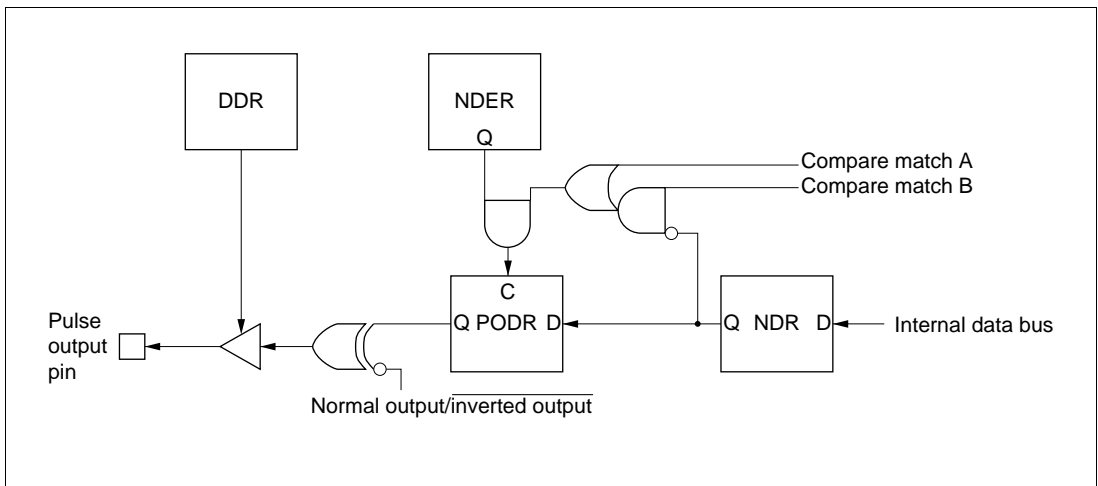 DDR
NDER
Q
Compare match A
Compare match B
C
Q PODR D
Q NDR D
Internal data bus
Pulse
output
pin
Normal output/inverted output